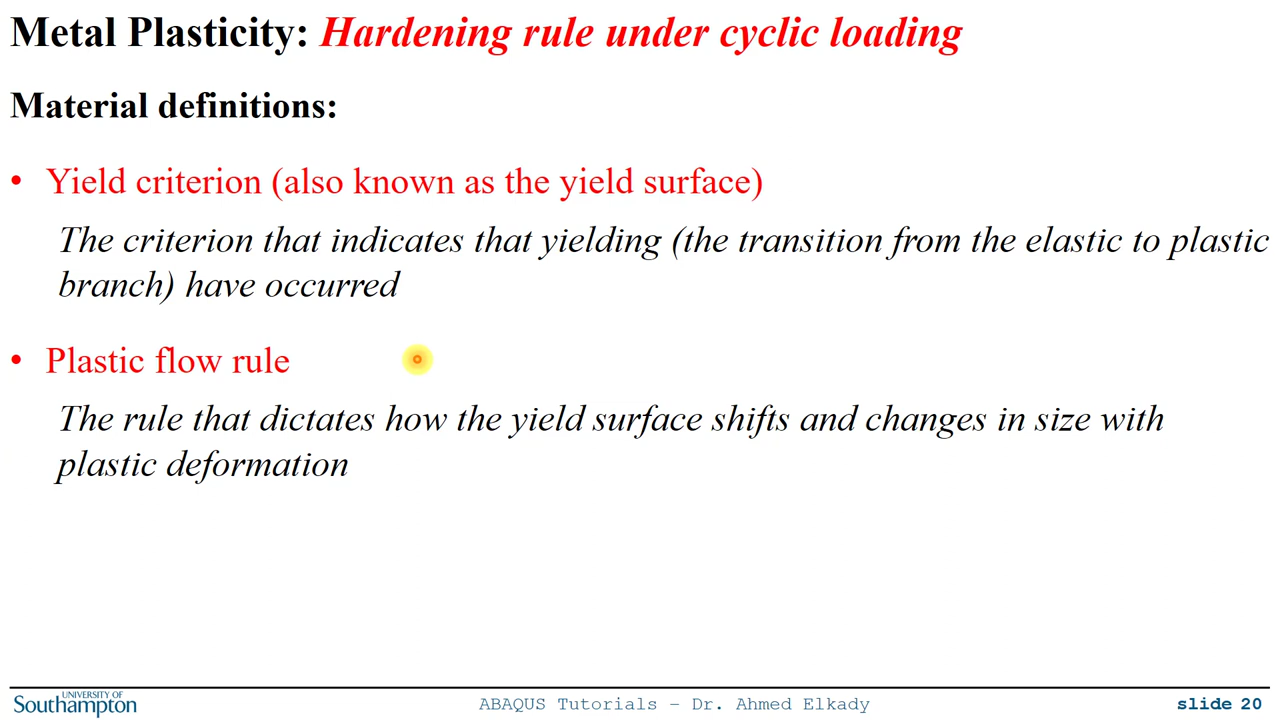 Metal Plasticity: Hardening rule under cyclic loading
Material definitions:
• Yield criterion (also known as the yield surface)
The criterion that indicates that yielding (the transition from the elastic to plastic
branch) have occurred
• Plastic flow rule
The rule that dictates how the yield surface shifts and changes in size with
plastic deformation
UNIVERSITY OF
Southampton
ABAQUS Tutorials – Dr. Ahmed Elkady
slide 20